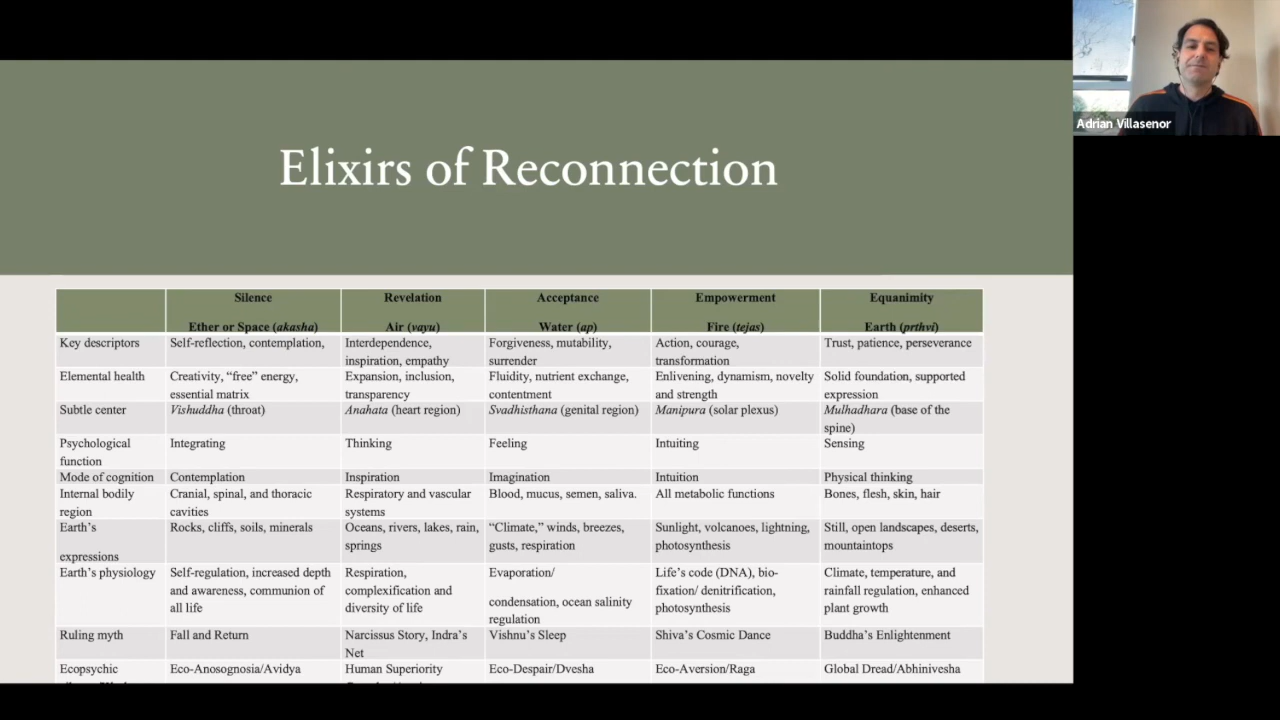 Elixirs of Reconnection
Adrian Villasenor
Silence
Ether or Space (akasha)
Revelation
Air (vayu)
Acceptance
Water (ap)
Empowerment
Fire (tejas)
Equanimity
Earth (prthvi)
Key descriptors
Self-reflection, contemplation,
Interdependence,
inspiration, empathy
Forgiveness, mutability,
surrender
Action, courage,
transformation
Trust, patience, perseverance
Elemental health
Creativity, “free” energy,
essential matrix
Expansion, inclusion,
transparency
Fluidity, nutrient exchange,
contentment
Enlivening, dynamism, novelty
and strength
Solid foundation, supported
expression
Subtle center
Vishuddha (throat)
Anahata (heart region)
Svadhisthana (genital region)
Manipura (solar plexus)
Mulhadhara (base of the
spine)
Psychological
function
Integrating
Thinking
Feeling
Intuiting
Sensing
Mode of cognition
Contemplation
Inspiration
Imagination
Intuition
Physical thinking
Internal bodily
region
Cranial, spinal, and thoracic
cavities
Respiratory and vascular
systems
Blood, mucus, semen, saliva.
All metabolic functions
Bones, flesh, skin, hair
Earth’s
expressions
Rocks, cliffs, soils, minerals
Oceans, rivers, lakes, rain,
springs
“Climate,” winds, breezes,
gusts, respiration
Sunlight, volcanoes, lightning,
photosynthesis
Still, open landscapes, deserts,
mountaintops
Earth’s physiology
Self-regulation, increased depth
and awareness, communion of
all life
Respiration,
complexification and
diversity of life
Evaporation/
condensation, ocean salinity
regulation
Life’s code (DNA), bio-
fixation/ denitrification,
photosynthesis
Climate, temperature, and
rainfall regulation, enhanced
plant growth
Ruling myth
Fall and Return
Narcissus Story, Indra’s
Net
Vishnu’s Sleep
Shiva’s Cosmic Dance
Buddha’s Enlightenment
Ecopsychic
Eco-Anosognosia/Avidya
Human Superiority
Eco-Despair/Dvesha
Eco-Aversion/Raga
Global Dread/Abhinivesha